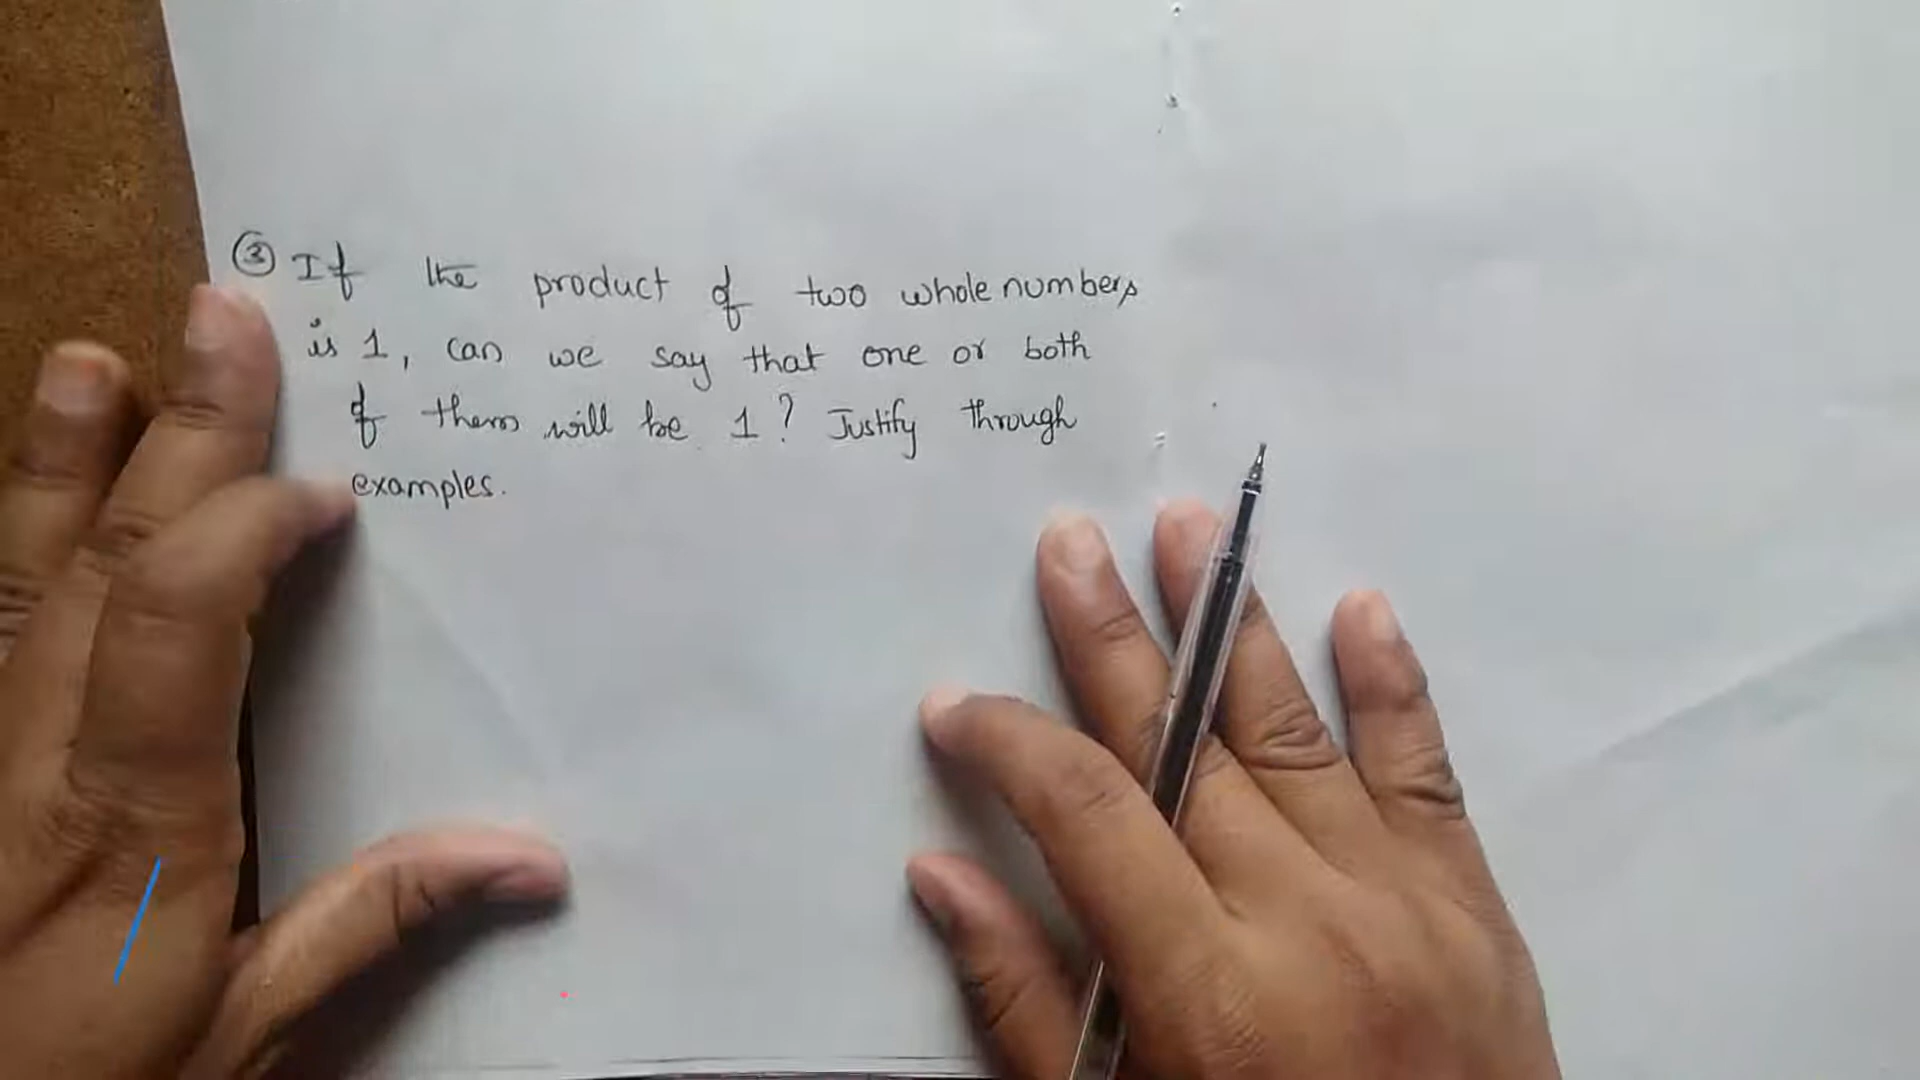 ③ If the product of two whole numbers
is 1, can we say that one or both
of them will be 1? Justify through
examples.